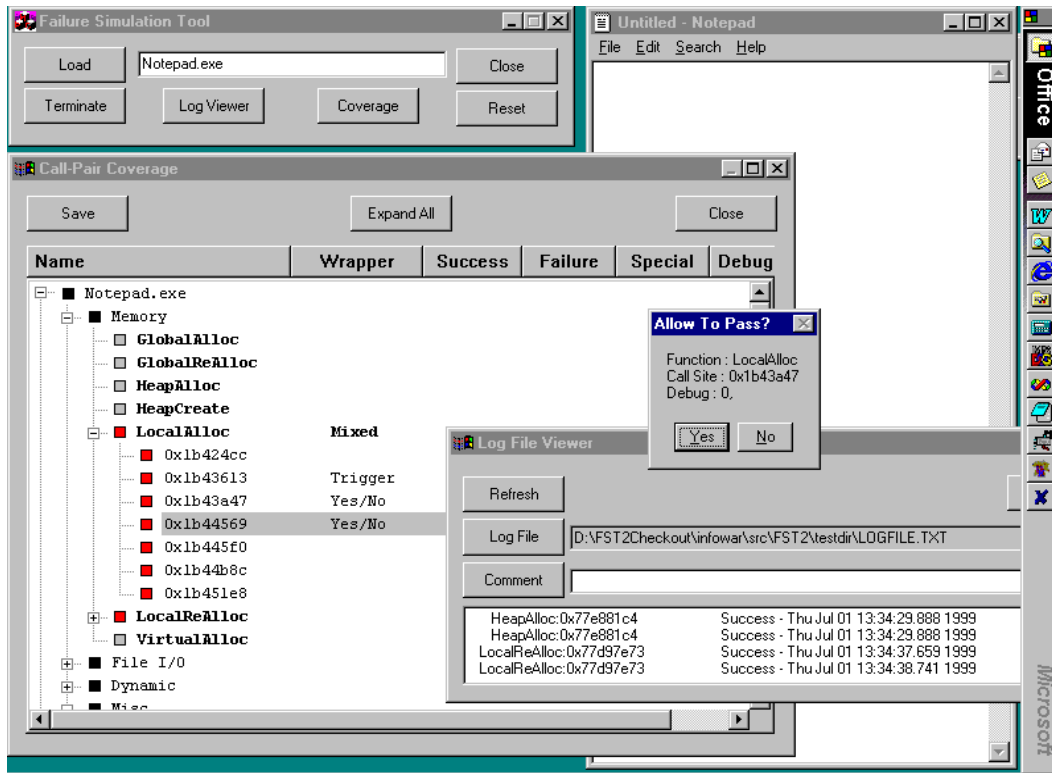 Failure Simulation Tool
Load
Notepad.exe
Close
Terminate
Log Viewer
Coverage
Reset
Untitled - Notepad
File Edit Search Help
Office
Call-Pair Coverage
Save
Expand All
Close
Name Wrapper Success Failure Special Debug
Notepad.exe
Memory
GlobalAlloc
GlobalReAlloc
HeapAlloc
HeapCreate
LocalAlloc Mixed
0x1b424cc
0x1b43613 Trigger
0x1b43a47 Yes/No
0x1b44569 Yes/No
0x1b445f0
0x1b44b8c
0x1b451e8
LocalReAlloc
VirtualAlloc
File I/O
Dynamic
Misc
Allow To Pass?
Function : LocalAlloc
Call Site : 0x1b43a47
Debug : 0,
Yes No
Log File Viewer
Refresh
Log File
D:\FST2Checkout\infowar\src\FST2\testdir\LOGFILE.TXT
Comment
HeapAlloc:0x77e881c4 Success - Thu Jul 01 13:34:29.888 1999
HeapAlloc:0x77e881c4 Success - Thu Jul 01 13:34:29.888 1999
LocalReAlloc:0x77d97e73 Success - Thu Jul 01 13:34:37.659 1999
LocalReAlloc:0x77d97e73 Success - Thu Jul 01 13:34:38.741 1999
Microsoft